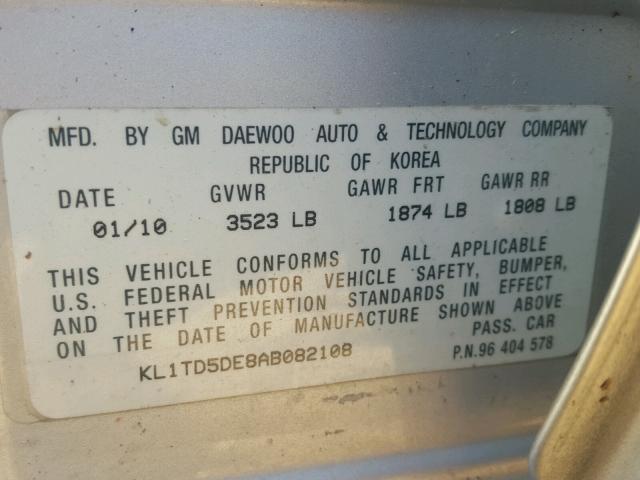 MFD. BY GM DAEWOO AUTO & TECHNOLOGY COMPANY
REPUBLIC OF KOREA
DATE GVWR GAWR FRT GAWR RR
01/10 3523 LB 1874 LB 1808 LB
THIS VEHICLE CONFORMS TO ALL APPLICABLE
U.S. FEDERAL MOTOR VEHICLE SAFETY, BUMPER,
AND THEFT PREVENTION STANDARDS IN EFFECT
ON THE DATE OF MANUFACTURE SHOWN ABOVE
PASS. CAR
KL1TD5DE8AB082108 P.N.96 404 578